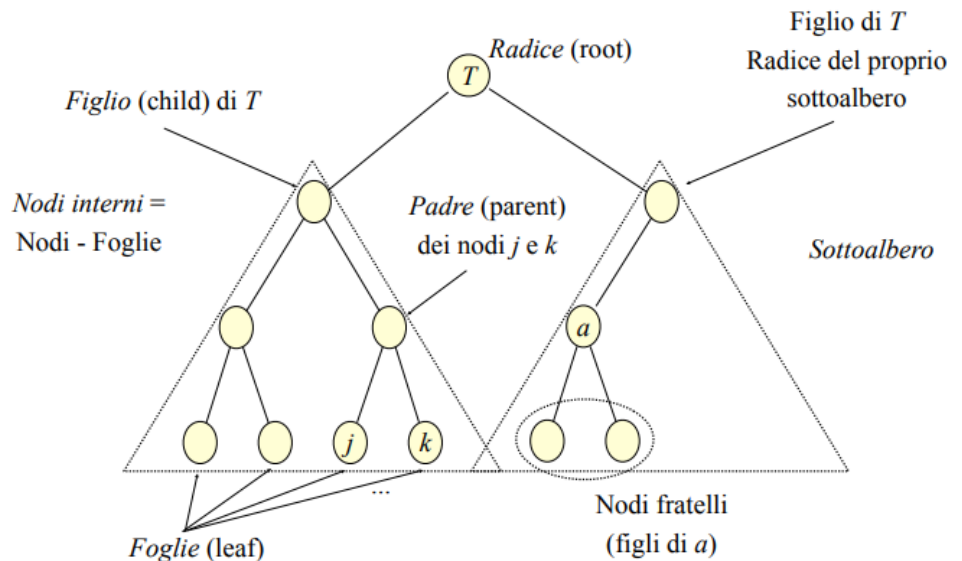 Radice (root)
T
Figlio (child) di T
Figlio di T
Radice del proprio
sottoalbero
Nodi interni =
Nodi - Foglie
Padre (parent)
dei nodi j e k
Sottoalbero
a
j
k
...
Foglie (leaf)
Nodi fratelli
(figli di a)